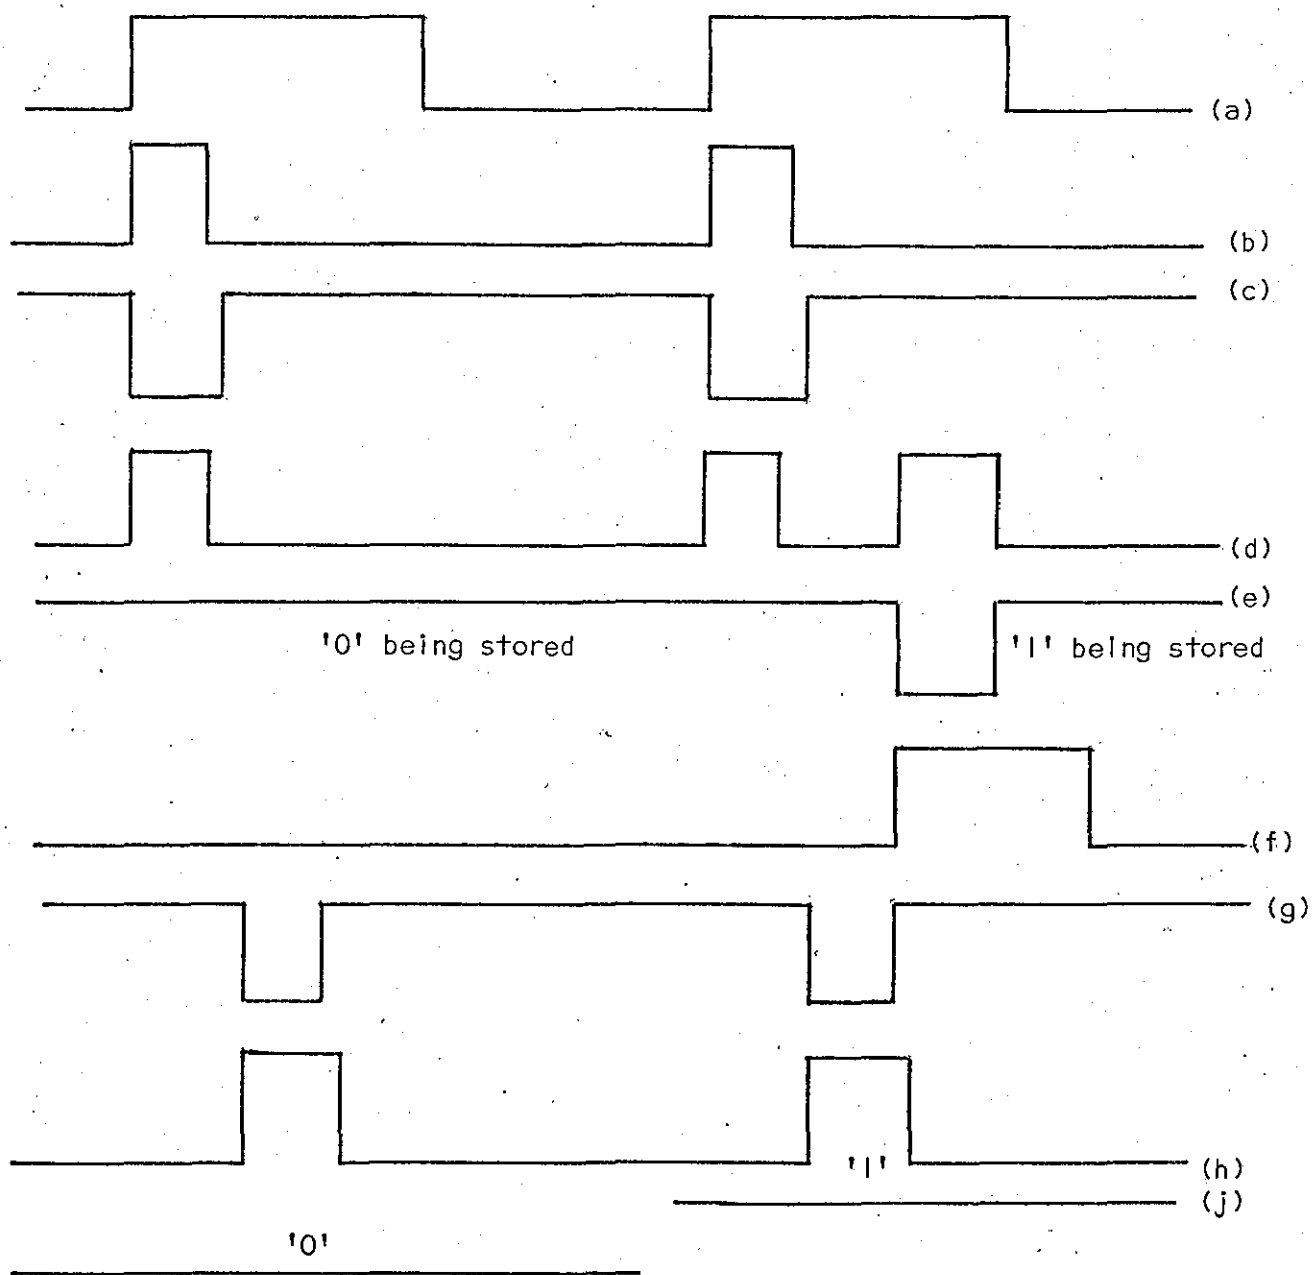 (a)
(b)
(c)
(d)
(e)
'0' being stored
'1' being stored
(f)
(g)
'1'
(h)
(j)
'0'